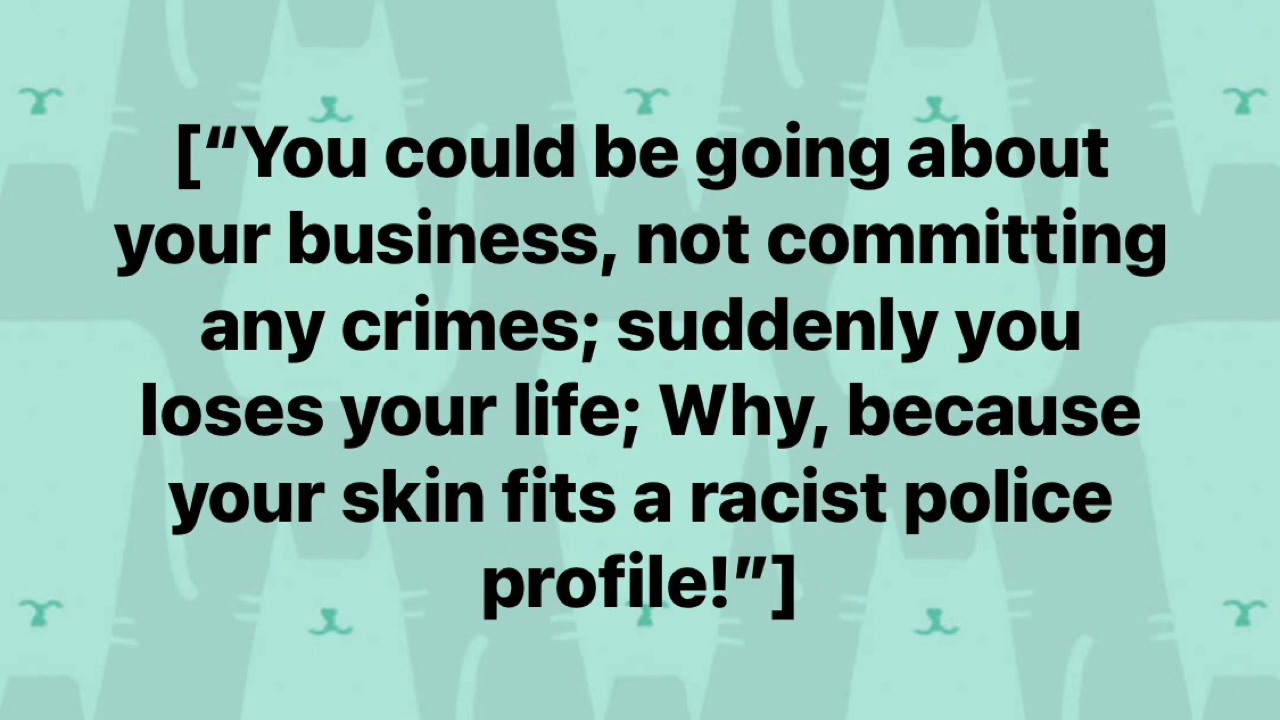 [“You could be going about
your business, not committing
any crimes; suddenly you
loses your life; Why, because
your skin fits a racist police
profile!”]